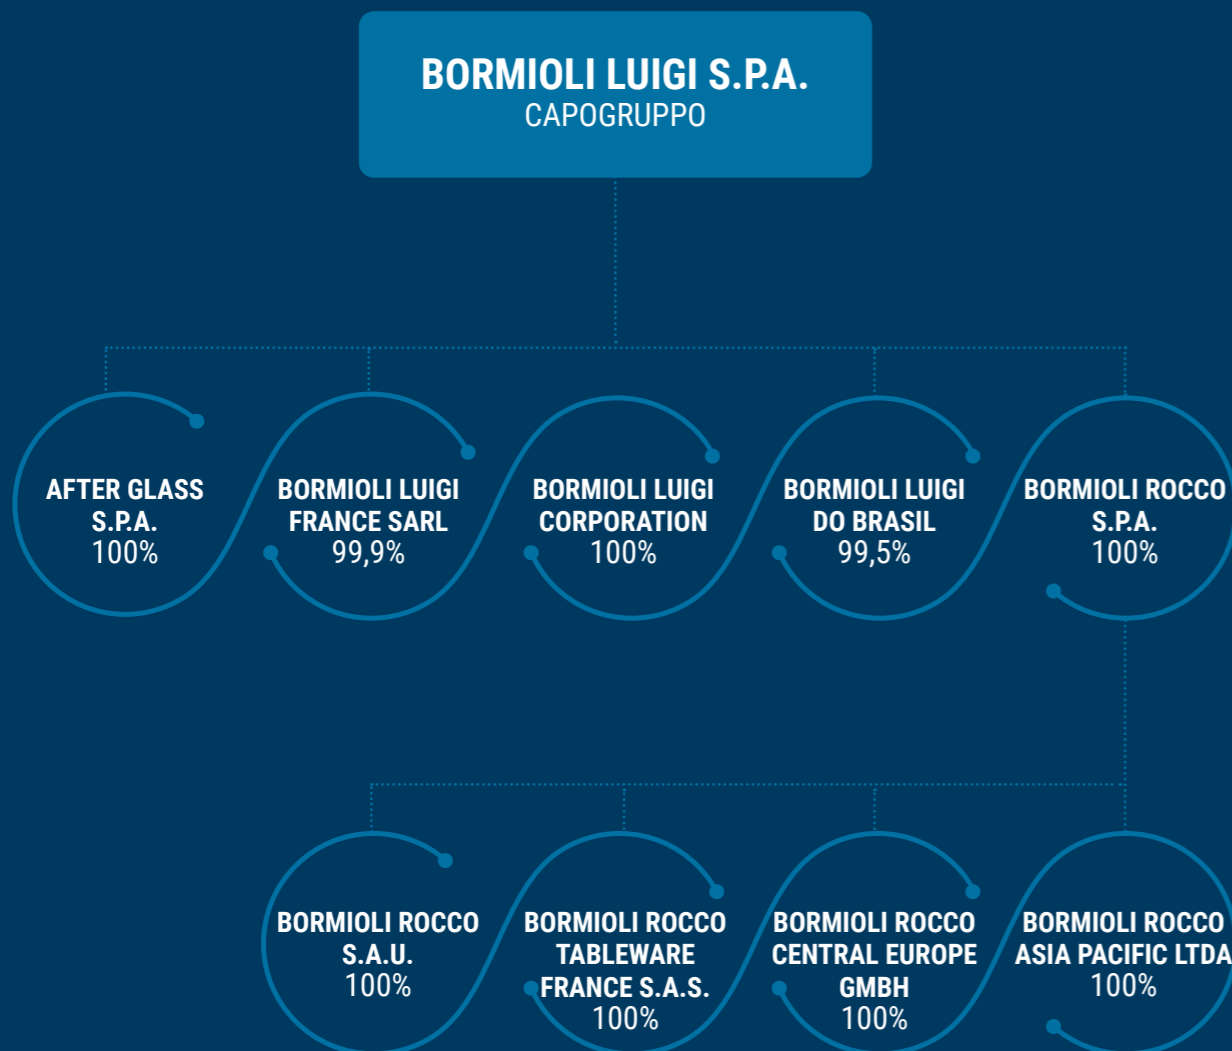 BORMIOLI LUIGI S.P.A.
CAPOGRUPPO
AFTER GLASS
S.P.A.
100%
BORMIOLI LUIGI
FRANCE SARL
99,9%
BORMIOLI LUIGI
CORPORATION
100%
BORMIOLI LUIGI
DO BRASIL
99,5%
BORMIOLI ROCCO
S.P.A.
100%
BORMIOLI ROCCO
S.A.U.
100%
BORMIOLI ROCCO
TABLEWARE
FRANCE S.A.S.
100%
BORMIOLI ROCCO
CENTRAL EUROPE
GMBH
100%
BORMIOLI ROCCO
ASIA PACIFIC LTDA
100%